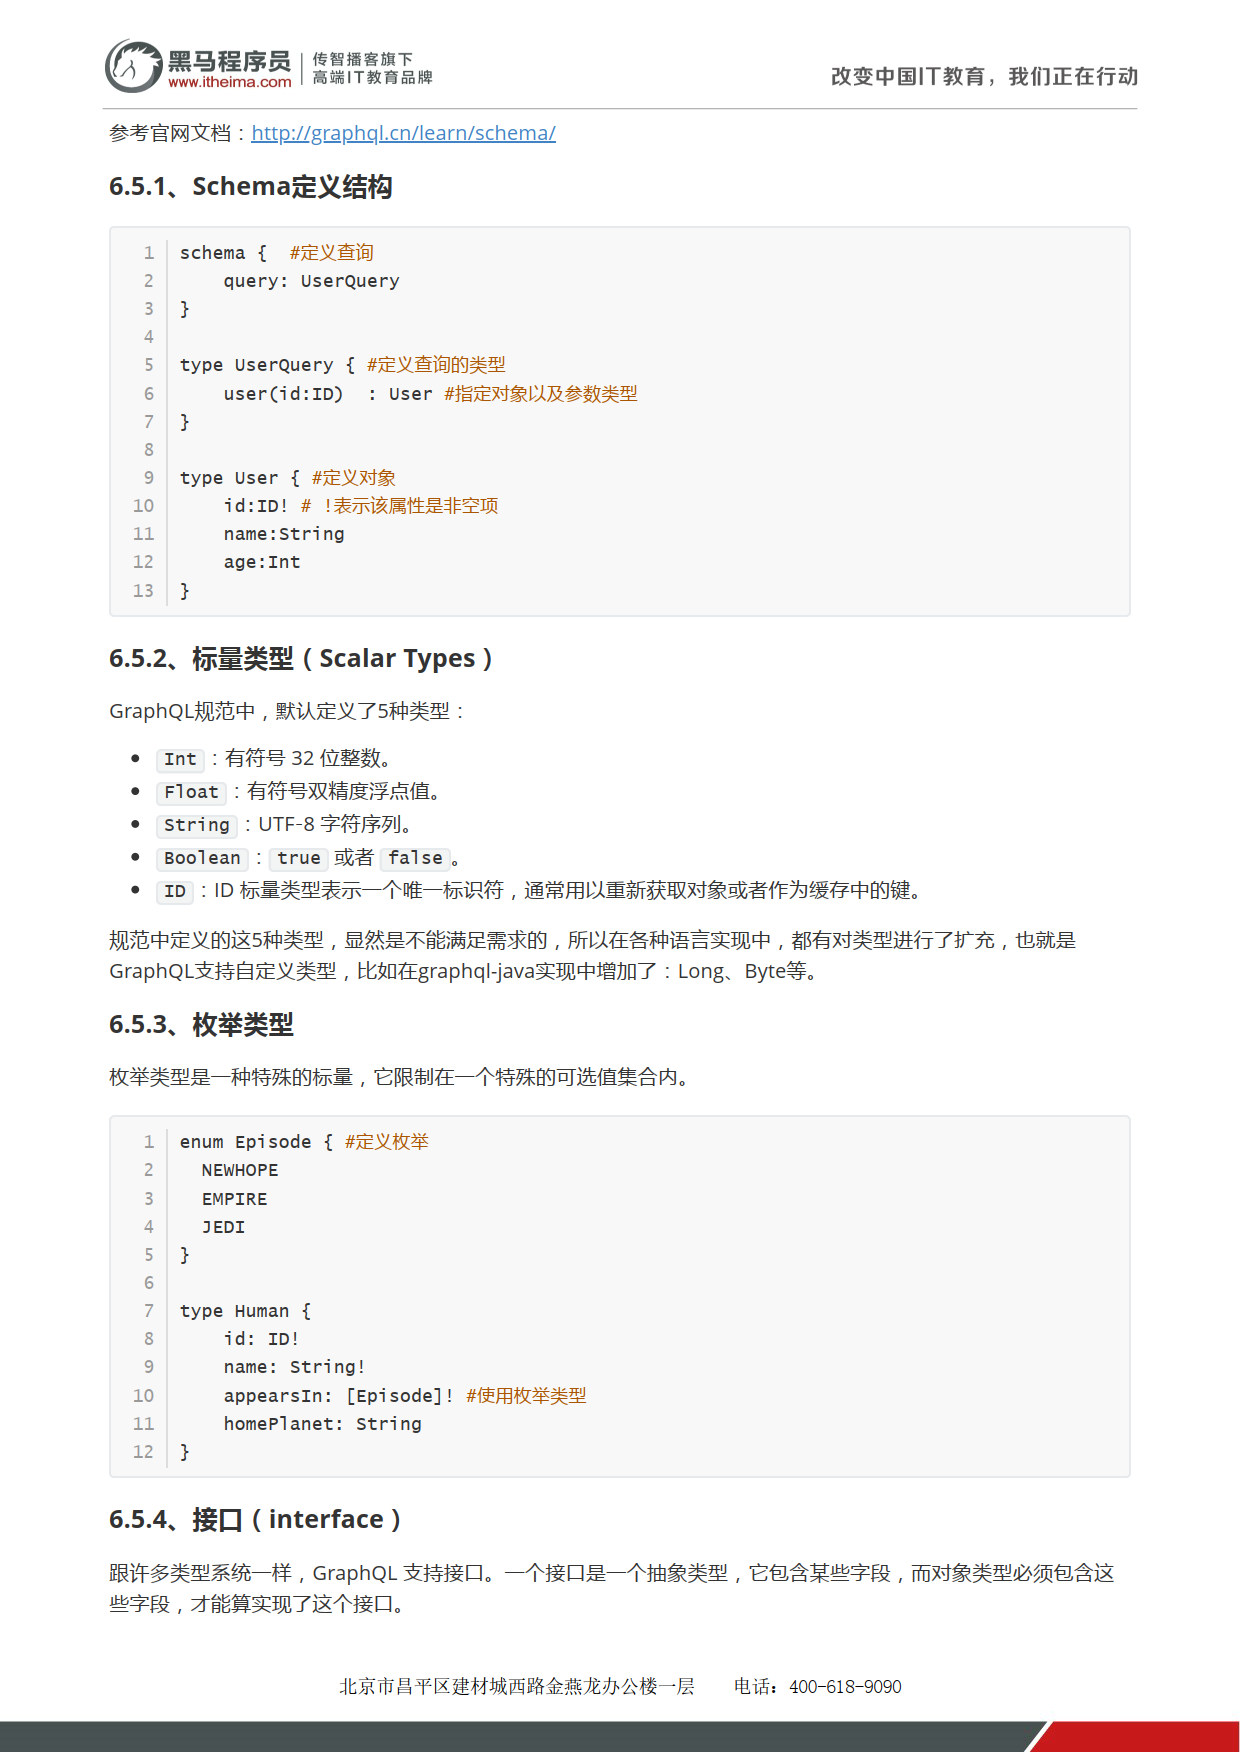 黑马程序员
www.itheima.com
传智播客旗下
高端IT教育品牌
改变中国IT教育，我们正在行动
参考官网文档：http://graphql.cn/learn/schema/
6.5.1、Schema定义结构
1 schema {  #定义查询
2     query: UserQuery
3 }
4
5 type UserQuery { #定义查询的类型
6     user(id:ID)  : User #指定对象以及参数类型
7 }
8
9 type User { #定义对象
10     id:ID! # !表示该属性是非空项
11     name:String
12     age:Int
13 }
6.5.2、标量类型（Scalar Types）
GraphQL规范中，默认定义了5种类型：
• Int：有符号 32 位整数。
• Float：有符号双精度浮点值。
• String：UTF-8 字符序列。
• Boolean：true 或者 false。
• ID：ID 标量类型表示一个唯一标识符，通常用以重新获取对象或者作为缓存中的键。
规范中定义的这5种类型，显然是不能满足需求的，所以在各种语言实现中，都有对类型进行了扩充，也就是
GraphQL支持自定义类型，比如在graphql-java实现中增加了：Long、Byte等。
6.5.3、枚举类型
枚举类型是一种特殊的标量，它限制在一个特殊的可选值集合内。
1 enum Episode { #定义枚举
2   NEWHOPE
3   EMPIRE
4   JEDI
5 }
6
7 type Human {
8     id: ID!
9     name: String!
10     appearsIn: [Episode]! #使用枚举类型
11     homePlanet: String
12 }
6.5.4、接口（interface）
跟许多类型系统一样，GraphQL 支持接口。一个接口是一个抽象类型，它包含某些字段，而对象类型必须包含这
些字段，才能算实现了这个接口。
北京市昌平区建材城西路金燕龙办公楼一层 电话：400-618-9090